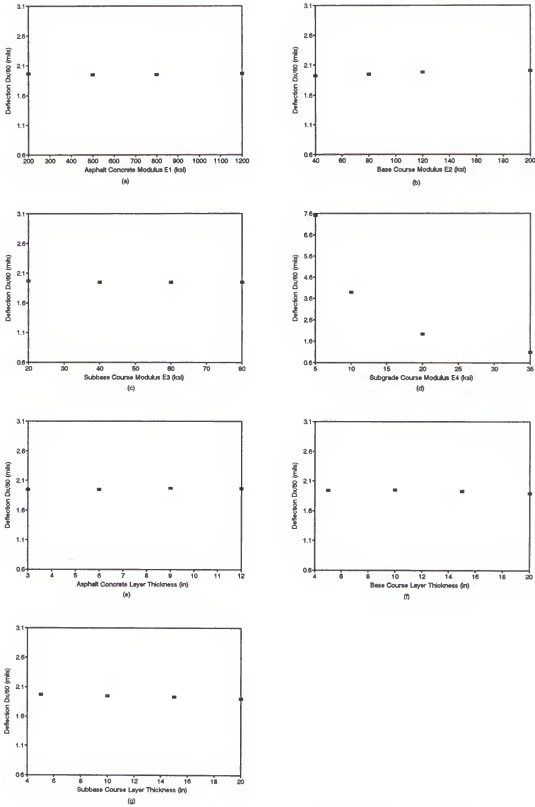 3.1
2.6
2.1
1.6
1.1
0.6
Deflection Dx/60 (mils)
200 300 400 500 600 700 800 900 1000 1100 1200
Asphalt Concrete Modulus E1 (ksi)
(a)
3.1
2.6
2.1
1.6
1.1
0.6
Deflection Dx/60 (mils)
40 60 80 100 120 140 160 180 200
Base Course Modulus E2 (ksi)
(b)
3.1
2.6
2.1
1.6
1.1
0.6
Deflection Dx/60 (mils)
20 30 40 50 60 70 80
Subbase Course Modulus E3 (ksi)
(c)
7.6
6.6
5.6
4.6
3.6
2.6
1.6
0.6
Deflection Dx/60 (mils)
5 10 15 20 25 30 35
Subgrade Course Modulus E4 (ksi)
(d)
3.1
2.6
2.1
1.6
1.1
0.6
Deflection Dx/60 (mils)
3 4 5 6 7 8 9 10 11 12
Asphalt Concrete Layer Thickness (in)
(e)
3.1
2.6
2.1
1.6
1.1
0.6
Deflection Dx/60 (mils)
4 6 8 10 12 14 16 18 20
Base Course Layer Thickness (in)
(f)
3.1
2.6
2.1
1.6
1.1
0.6
Deflection Dx/60 (mils)
4 6 8 10 12 14 16 18 20
Subbase Course Layer Thickness (in)
(g)